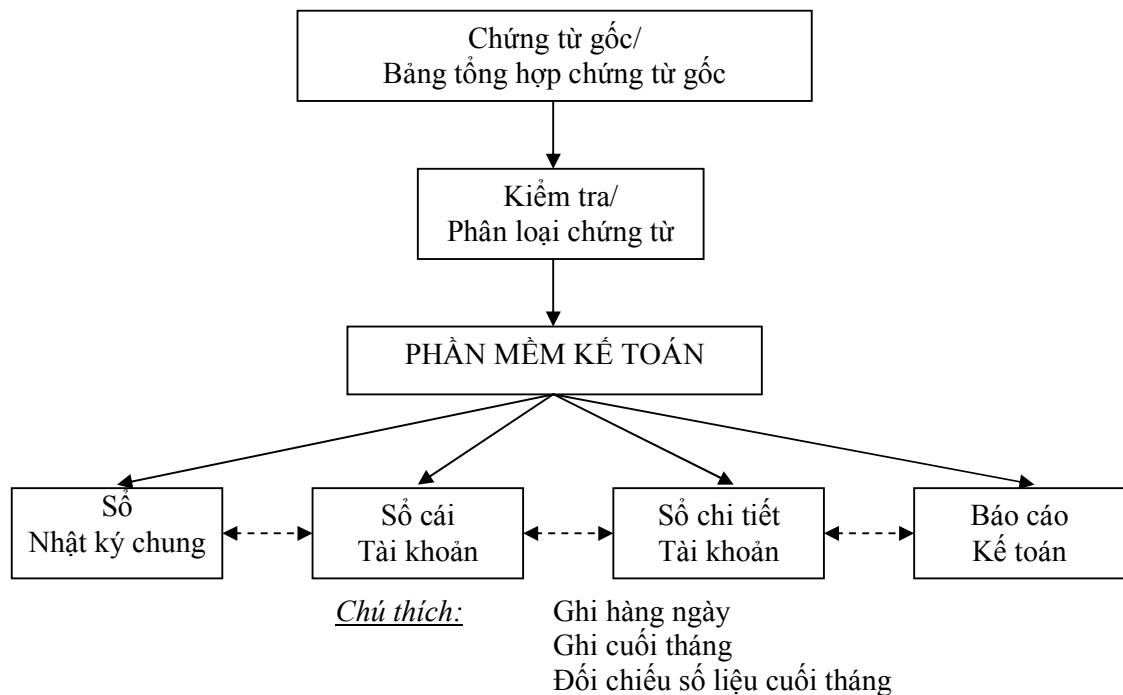 Chứng từ gốc/
Bảng tổng hợp chứng từ gốc
Kiểm tra/
Phân loại chứng từ
PHẦN MỀM KẾ TOÁN
Sổ
Nhật ký chung
Sổ cái
Tài khoản
Sổ chi tiết
Tài khoản
Báo cáo
Kế toán
Chú thích:
Ghi hàng ngày
Ghi cuối tháng
Đối chiếu số liệu cuối tháng